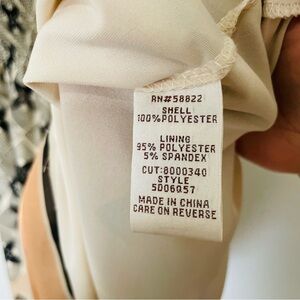 RN#58822
SHELL
100%POLYESTER
LINING
95% POLYESTER
5% SPANDEX
CUT:8000340
STYLE
5D06Q57
MADE IN CHINA
CARE ON REVERSE